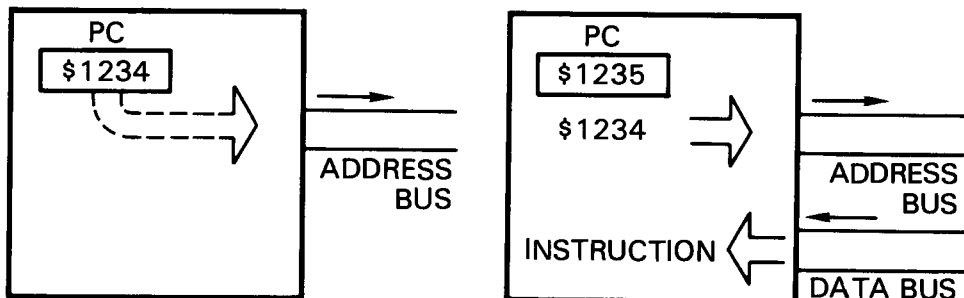 PC
$1234
ADDRESS
BUS
PC
$1235
$1234
ADDRESS
BUS
INSTRUCTION
DATA BUS